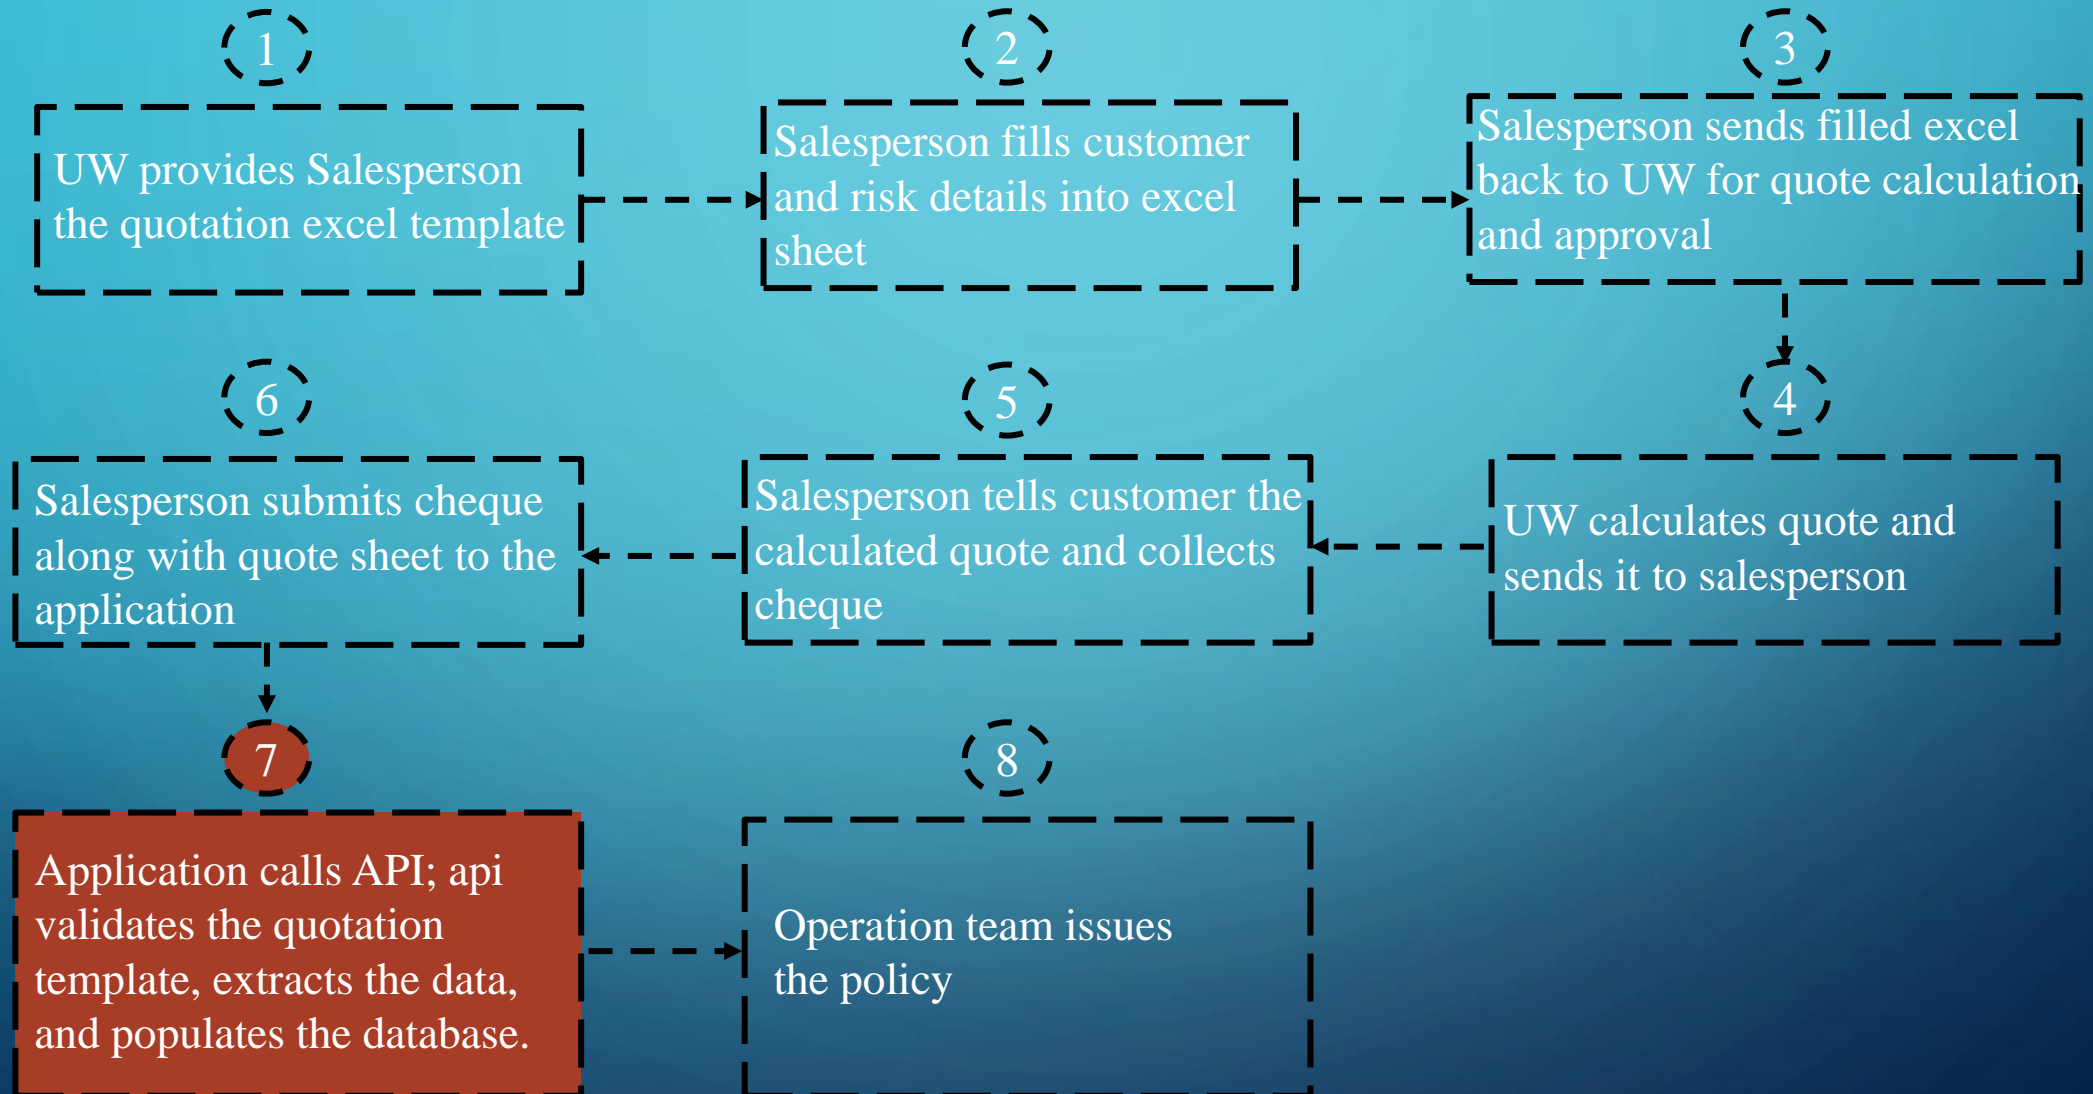 1
UW provides Salesperson
the quotation excel template
2
Salesperson fills customer
and risk details into excel
sheet
3
Salesperson sends filled excel
back to UW for quote calculation
and approval
4
UW calculates quote and
sends it to salesperson
5
Salesperson tells customer the
calculated quote and collects
cheque
6
Salesperson submits cheque
along with quote sheet to the
application
7
Application calls API; api
validates the quotation
template, extracts the data,
and populates the database.
8
Operation team issues
the policy